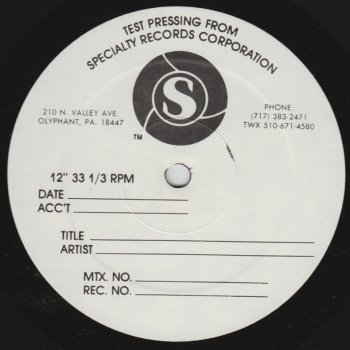 TEST PRESSING FROM
SPECIALTY RECORDS CORPORATION
S
TM
210 N. VALLEY AVE.
OLYPHANT, PA. 18447
PHONE:
(717) 383-2471
TWX 510-671-4580
12" 33 1/3 RPM
DATE
ACC'T
TITLE
ARTIST
MTX. NO.
REC. NO.